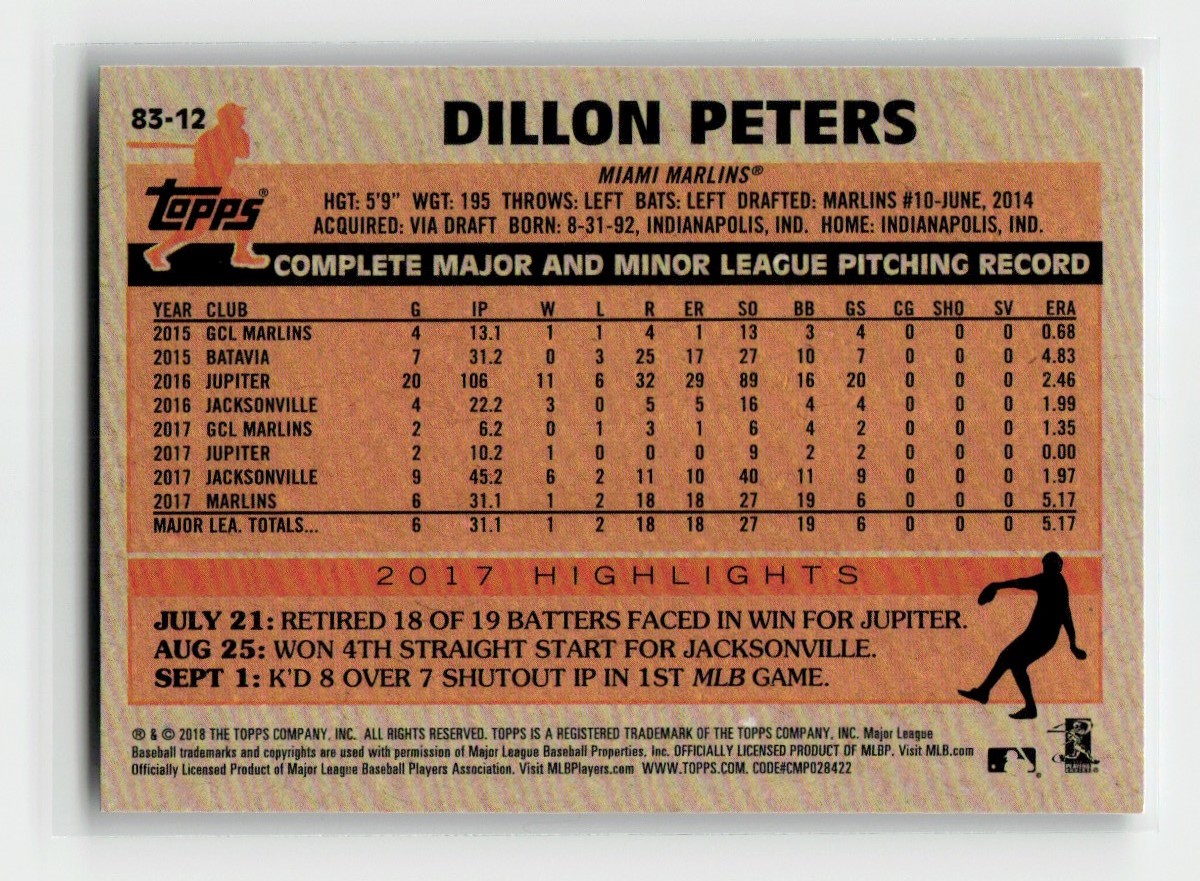 83-12
DILLON PETERS
MIAMI MARLINS®
Topps®
HGT: 5'9" WGT: 195 THROWS: LEFT BATS: LEFT DRAFTED: MARLINS #10-JUNE, 2014
ACQUIRED: VIA DRAFT BORN: 8-31-92, INDIANAPOLIS, IND. HOME: INDIANAPOLIS, IND.
COMPLETE MAJOR AND MINOR LEAGUE PITCHING RECORD
YEAR CLUB G IP W L R ER SO BB GS CG SHO SV ERA
2015 GCL MARLINS 4 13.1 1 1 4 1 13 3 4 0 0 0 0.68
2015 BATAVIA 7 31.2 0 3 25 17 27 10 7 0 0 0 4.83
2016 JUPITER 20 106 11 6 32 29 89 16 20 0 0 0 2.46
2016 JACKSONVILLE 4 22.2 3 0 5 5 16 4 4 0 0 0 1.99
2017 GCL MARLINS 2 6.2 0 1 3 1 6 4 2 0 0 0 1.35
2017 JUPITER 2 10.2 1 0 0 0 9 2 2 0 0 0 0.00
2017 JACKSONVILLE 9 45.2 6 2 11 10 40 11 9 0 0 0 1.97
2017 MARLINS 6 31.1 1 2 18 18 27 19 6 0 0 0 5.17
MAJOR LEA. TOTALS... 6 31.1 1 2 18 18 27 19 6 0 0 0 5.17
2017 HIGHLIGHTS
JULY 21: RETIRED 18 OF 19 BATTERS FACED IN WIN FOR JUPITER.
AUG 25: WON 4TH STRAIGHT START FOR JACKSONVILLE.
SEPT 1: K'D 8 OVER 7 SHUTOUT IP IN 1ST MLB GAME.
® & © 2018 THE TOPPS COMPANY, INC. ALL RIGHTS RESERVED. TOPPS IS A REGISTERED TRADEMARK OF THE TOPPS COMPANY, INC. Major League
Baseball trademarks and copyrights are used with permission of Major League Baseball Properties, Inc. OFFICIALLY LICENSED PRODUCT OF MLBP. Visit MLB.com
Officially Licensed Product of Major League Baseball Players Association. Visit MLBPlayers.com WWW.TOPPS.COM. CODE#CMP028422